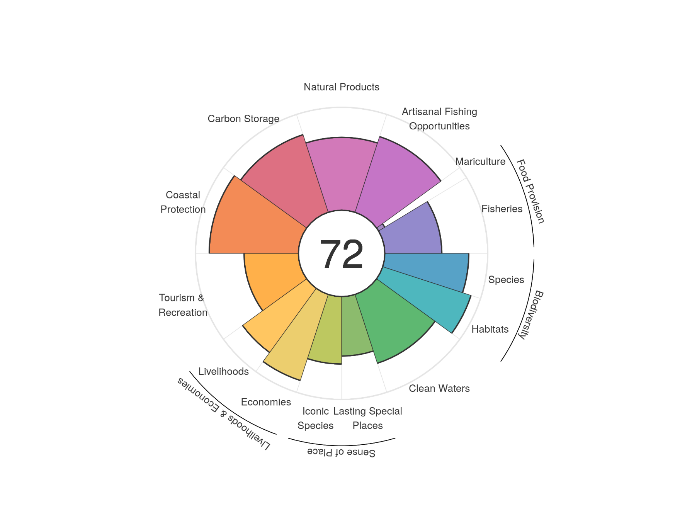 Natural Products
Carbon Storage
Artisanal Fishing
Opportunities
Mariculture
Food Provision
Coastal
Protection
Fisheries
72
Species
Biodiversity
Tourism &
Recreation
Habitats
Livelihoods
Clean Waters
Economies
Livelihoods & Economies
Iconic
Species
Lasting Special
Places
Sense of Place